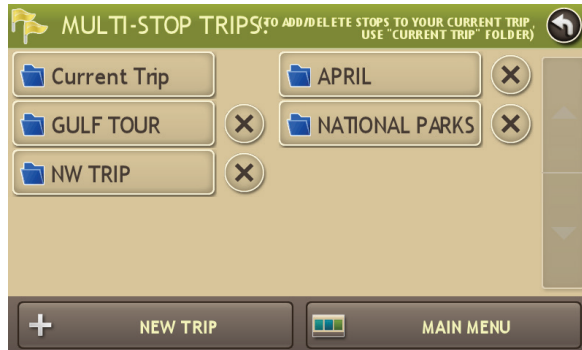 MULTI-STOP TRIPS:(TO ADD/DELETE STOPS TO YOUR CURRENT TRIP,
USE "CURRENT TRIP" FOLDER)
Current Trip
APRIL
GULF TOUR
NATIONAL PARKS
NW TRIP
NEW TRIP
MAIN MENU